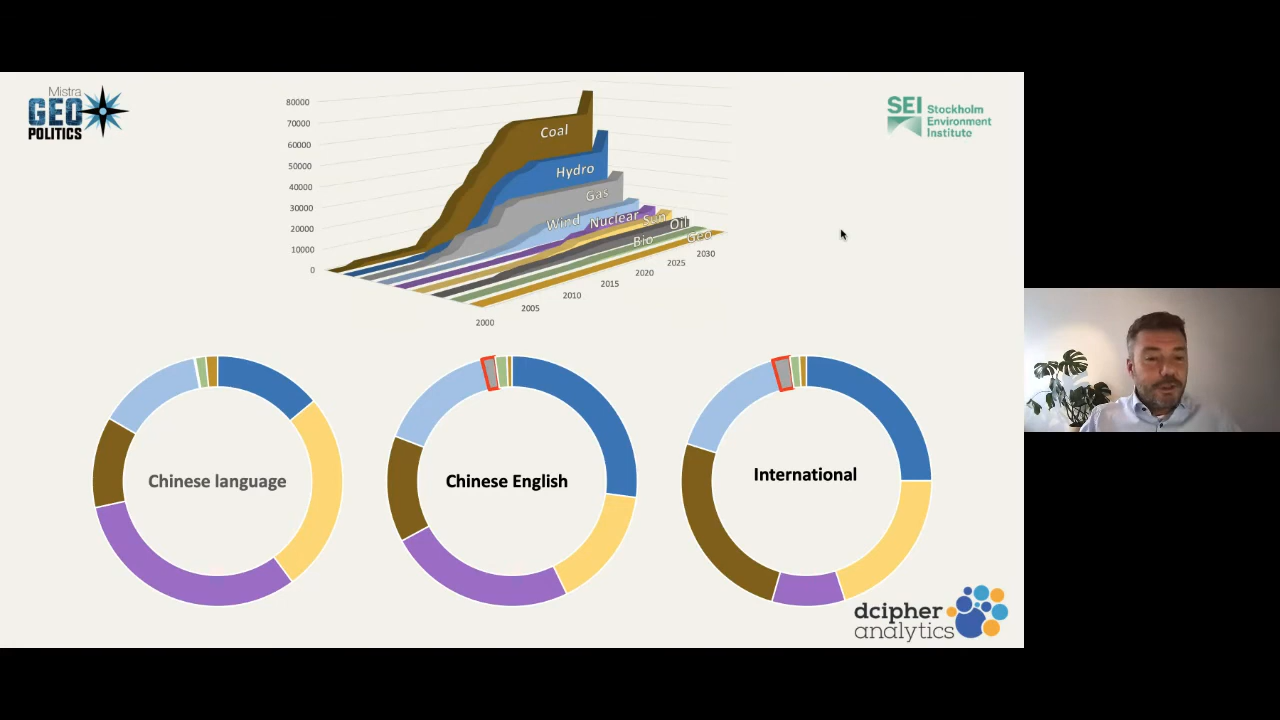 Mistra
GEO
POLITICS
SEI Stockholm
Environment
Institute
80000
70000
60000
50000
40000
30000
20000
10000
0
Coal
Hydro
Gas
Wind
Nuclear
Sun
Oil
Bio
Geo
2000
2005
2010
2015
2020
2025
2030
Chinese language
Chinese English
International
dcipher
analytics